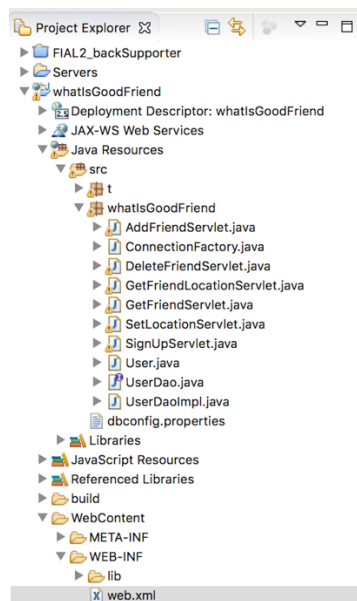 Project Explorer
FIAL2_backSupporter
Servers
whatIsGoodFriend
Deployment Descriptor: whatIsGoodFriend
JAX-WS Web Services
Java Resources
src
t
whatIsGoodFriend
AddFriendServlet.java
ConnectionFactory.java
DeleteFriendServlet.java
GetFriendLocationServlet.java
GetFriendServlet.java
SetLocationServlet.java
SignUpServlet.java
User.java
UserDao.java
UserDaoImpl.java
dbconfig.properties
Libraries
JavaScript Resources
Referenced Libraries
build
WebContent
META-INF
WEB-INF
lib
web.xml